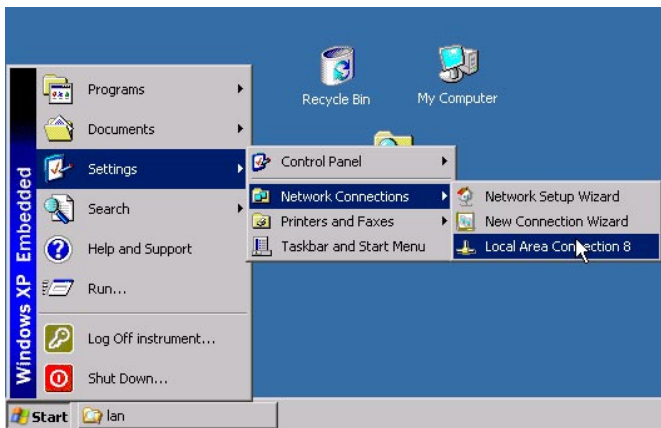 Recycle Bin
My Computer
Windows XP Embedded
Programs
Documents
Settings
Search
Help and Support
Run...
Log Off instrument...
Shut Down...
Control Panel
Network Connections
Printers and Faxes
Taskbar and Start Menu
Network Setup Wizard
New Connection Wizard
Local Area Connection 8
Start
lan